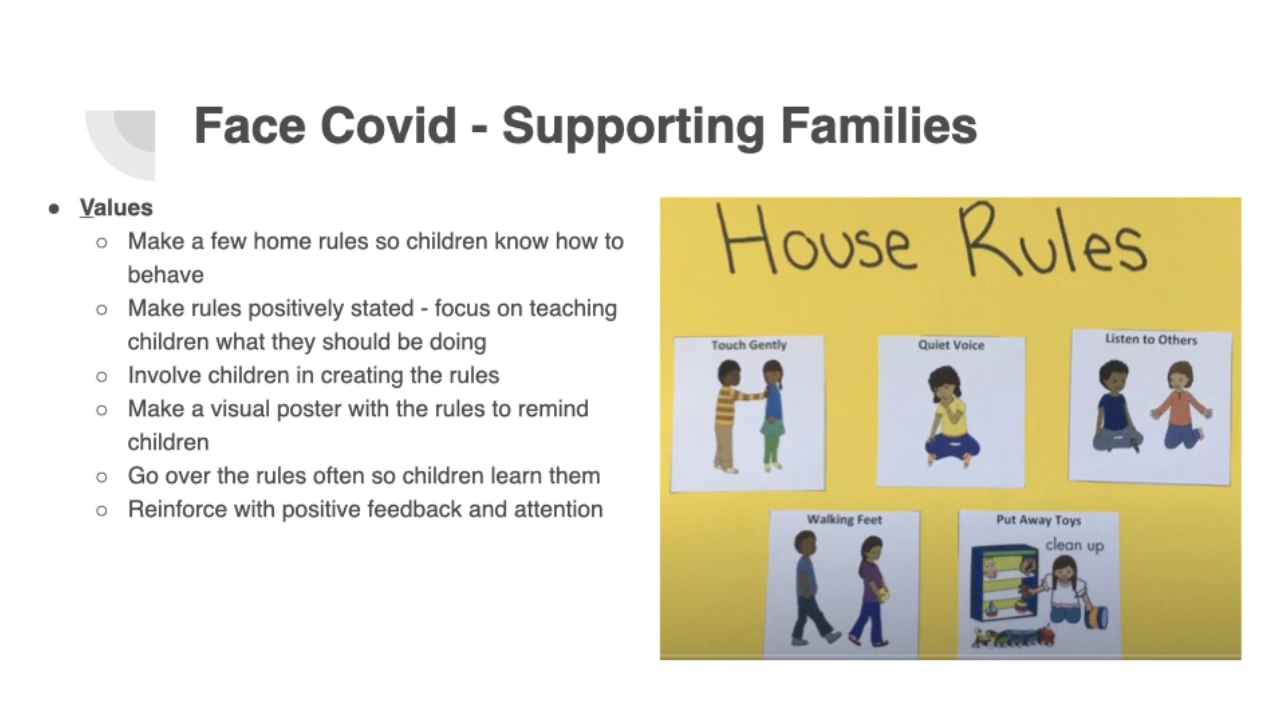 Face Covid - Supporting Families
● Values
○ Make a few home rules so children know how to
behave
○ Make rules positively stated - focus on teaching
children what they should be doing
○ Involve children in creating the rules
○ Make a visual poster with the rules to remind
children
○ Go over the rules often so children learn them
○ Reinforce with positive feedback and attention
House Rules
Touch Gently
Quiet Voice
Listen to Others
Walking Feet
Put Away Toys
clean up